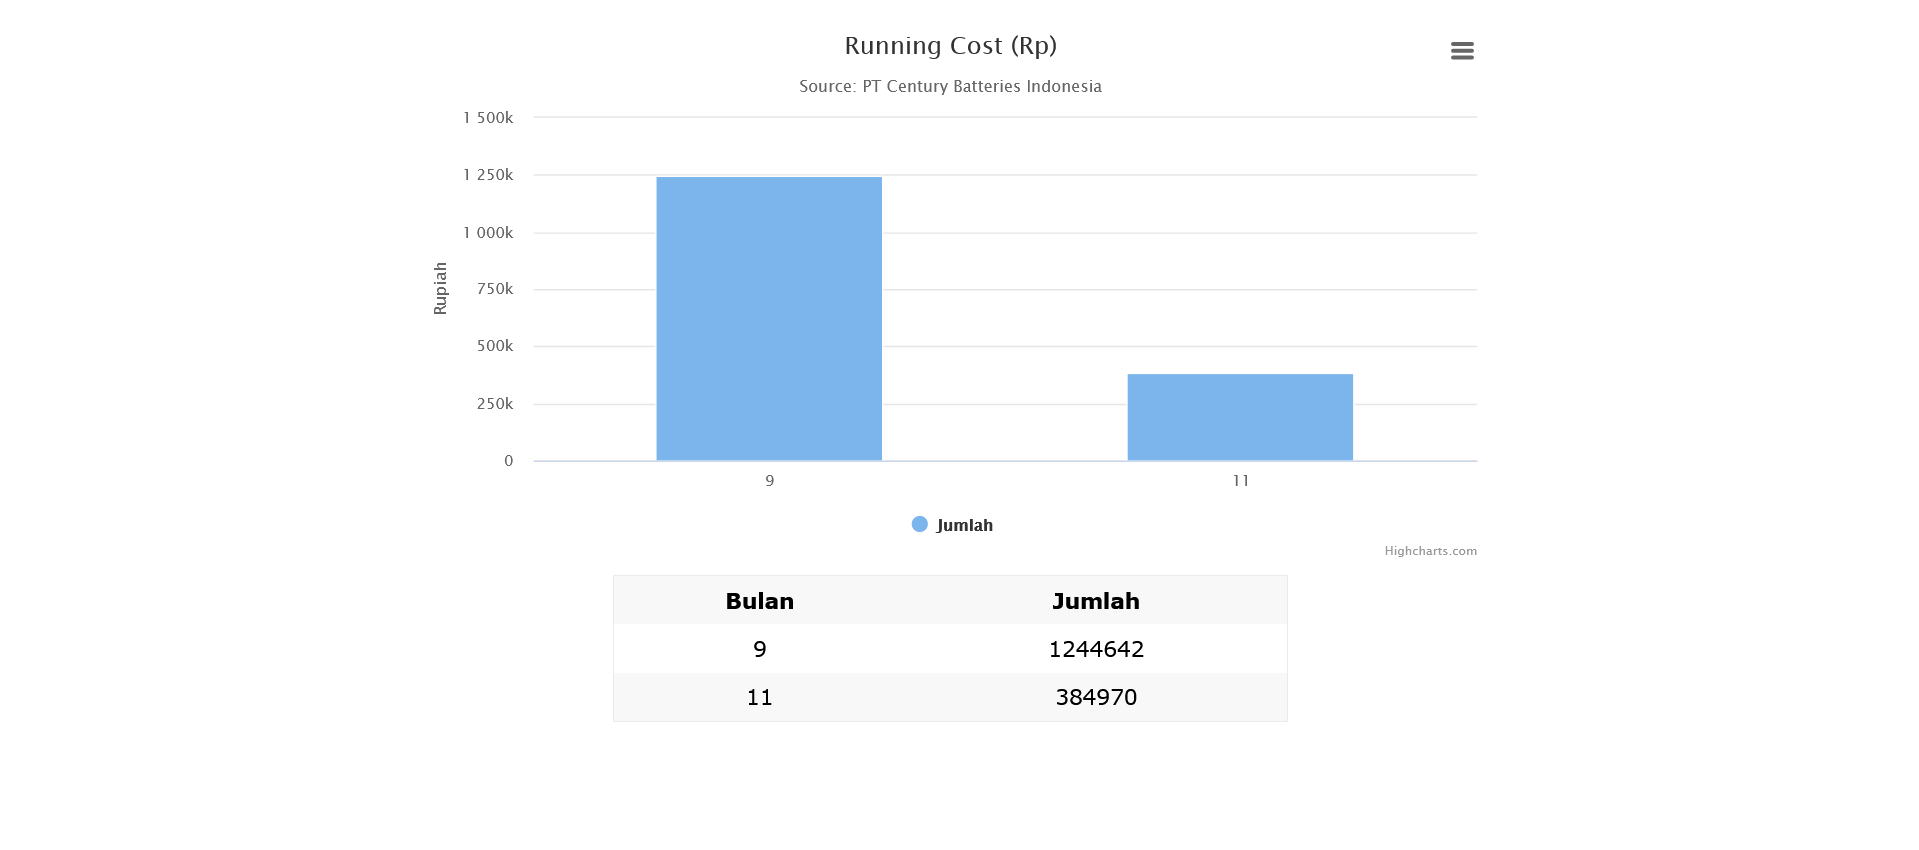 Running Cost (Rp)
Source: PT Century Batteries Indonesia
Rupiah
1 500k
1 250k
1 000k
750k
500k
250k
0
9 11
Jumlah
Highcharts.com
Bulan Jumlah
9 1244642
11 384970